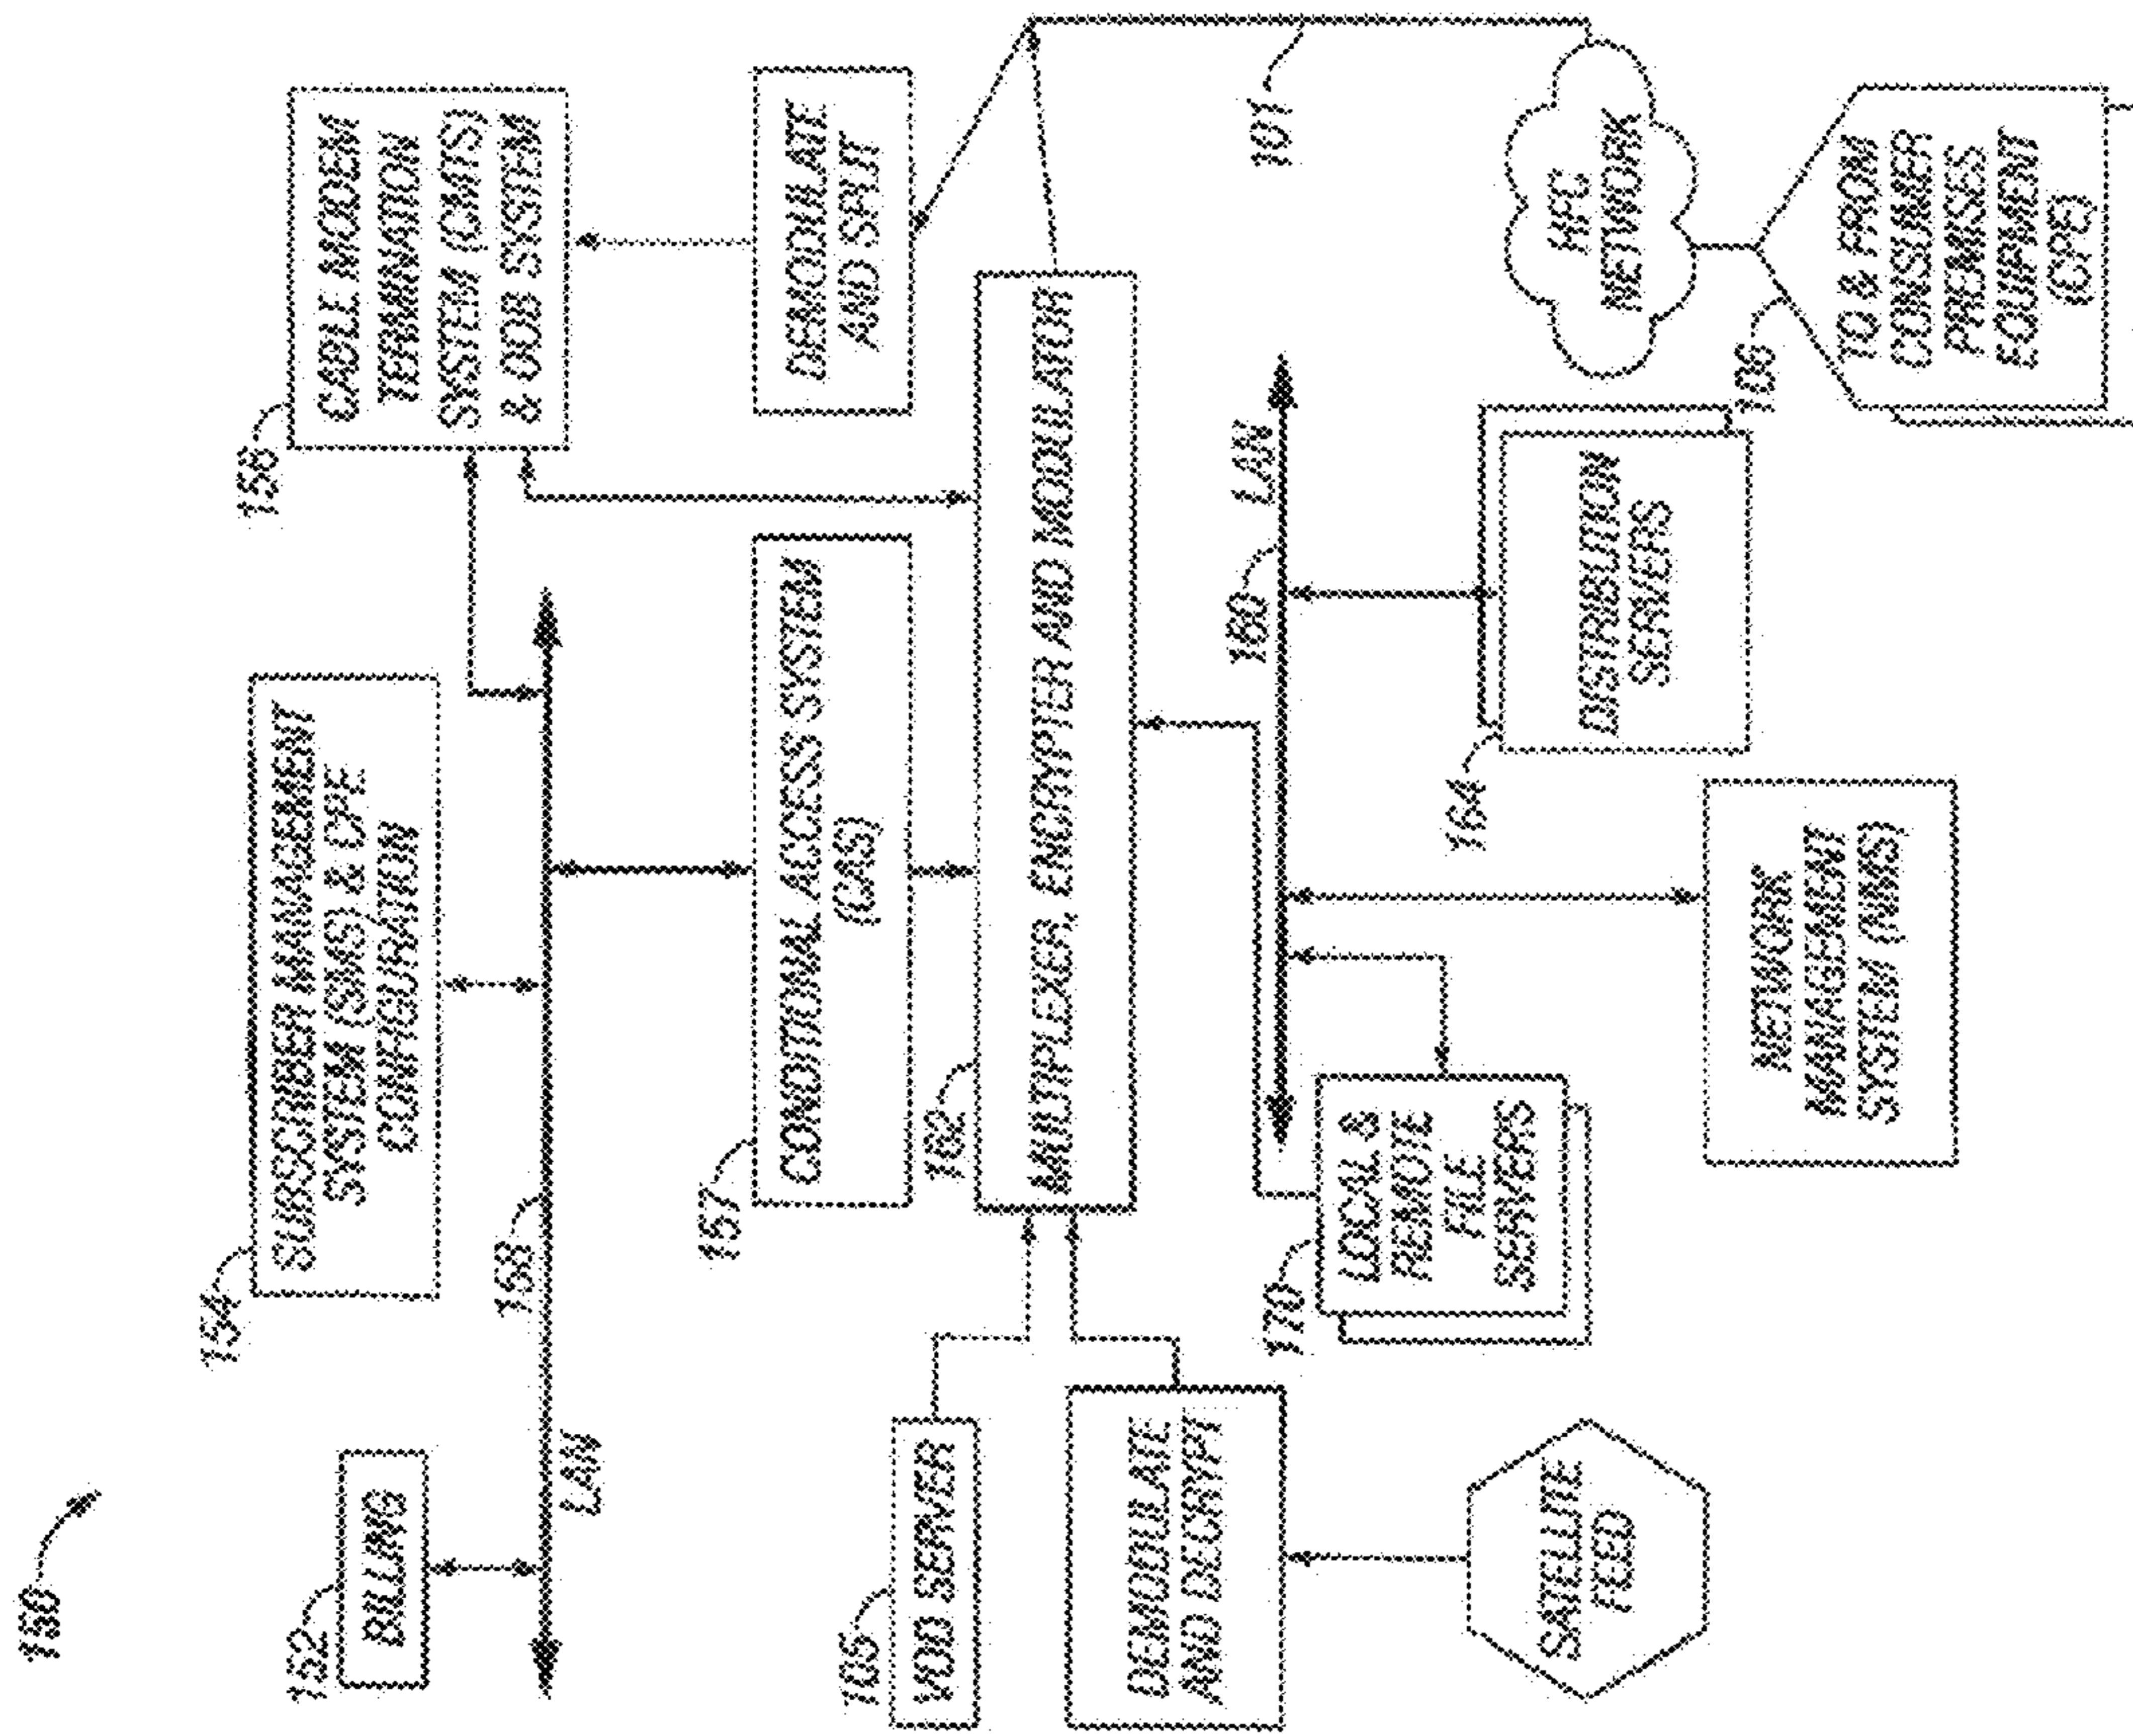 150
152
BILLING
154
SUBSCRIBER MANAGEMENT
SYSTEM (SMS) & CPE
CONFIGURATION
156
CABLE MODEM
TERMINATION
SYSTEM (CMTS)
& OOB SYSTEM
158
LAN
157
CONDITIONAL ACCESS SYSTEM
(CAS)
DEMODULATE
AND SPLIT
105
VOD SERVER
162
MULTIPLEXER, ENCRYPTER AND MODULATOR
DEMODULATE
AND DECRYPT
SATELLITE
FEED
170
LOCAL &
REMOTE
FILE
SERVERS
160
LAN
101
164
DISTRIBUTION
SERVERS
NETWORK
MANAGEMENT
SYSTEM (NMS)
HFC
NETWORK
106
TO & FROM
CONSUMER
PREMISES
EQUIPMENT
(CPE)